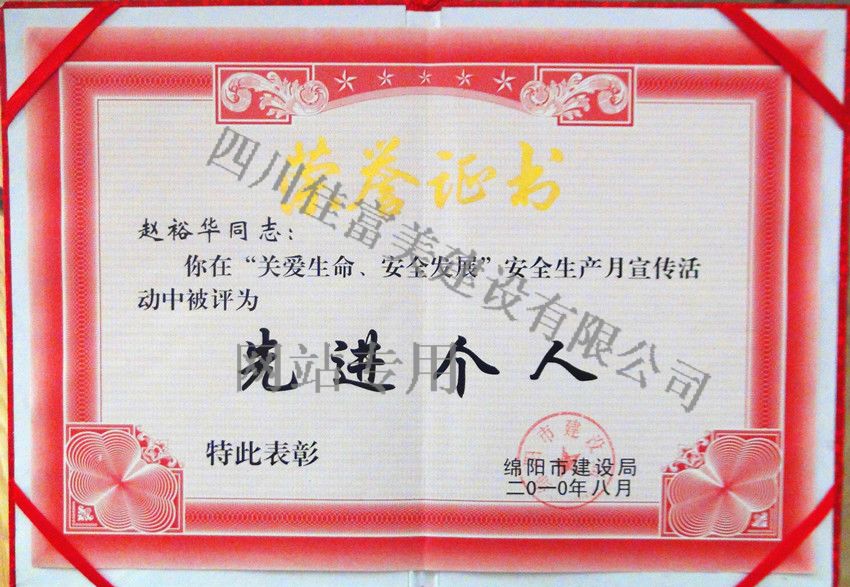 荣誉证书
赵裕华同志：
你在“关爱生命、安全发展”安全生产月宣传活
动中被评为
先进个人
特此表彰
绵阳市建设局
二O一O年八月
四川佳富美建设有限公司
网站专用